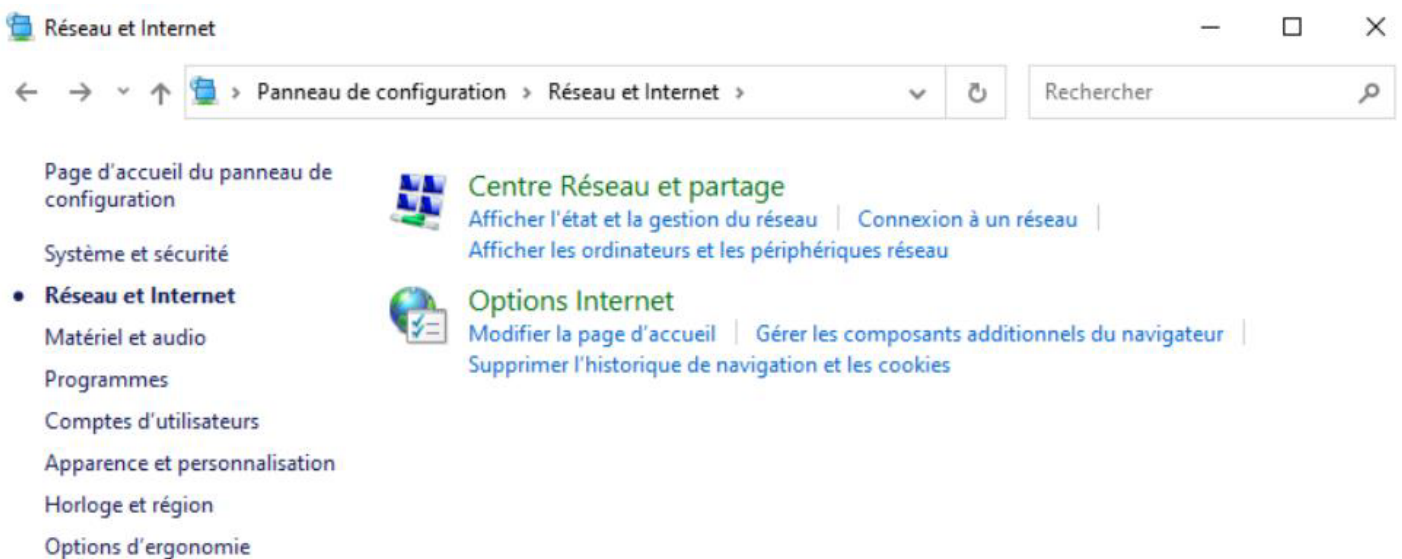 Réseau et Internet
Panneau de configuration > Réseau et Internet >
Rechercher
Page d'accueil du panneau de
configuration
Système et sécurité
Réseau et Internet
Matériel et audio
Programmes
Comptes d'utilisateurs
Apparence et personnalisation
Horloge et région
Options d'ergonomie
Centre Réseau et partage
Afficher l'état et la gestion du réseau
Connexion à un réseau
Afficher les ordinateurs et les périphériques réseau
Options Internet
Modifier la page d'accueil
Gérer les composants additionnels du navigateur
Supprimer l'historique de navigation et les cookies